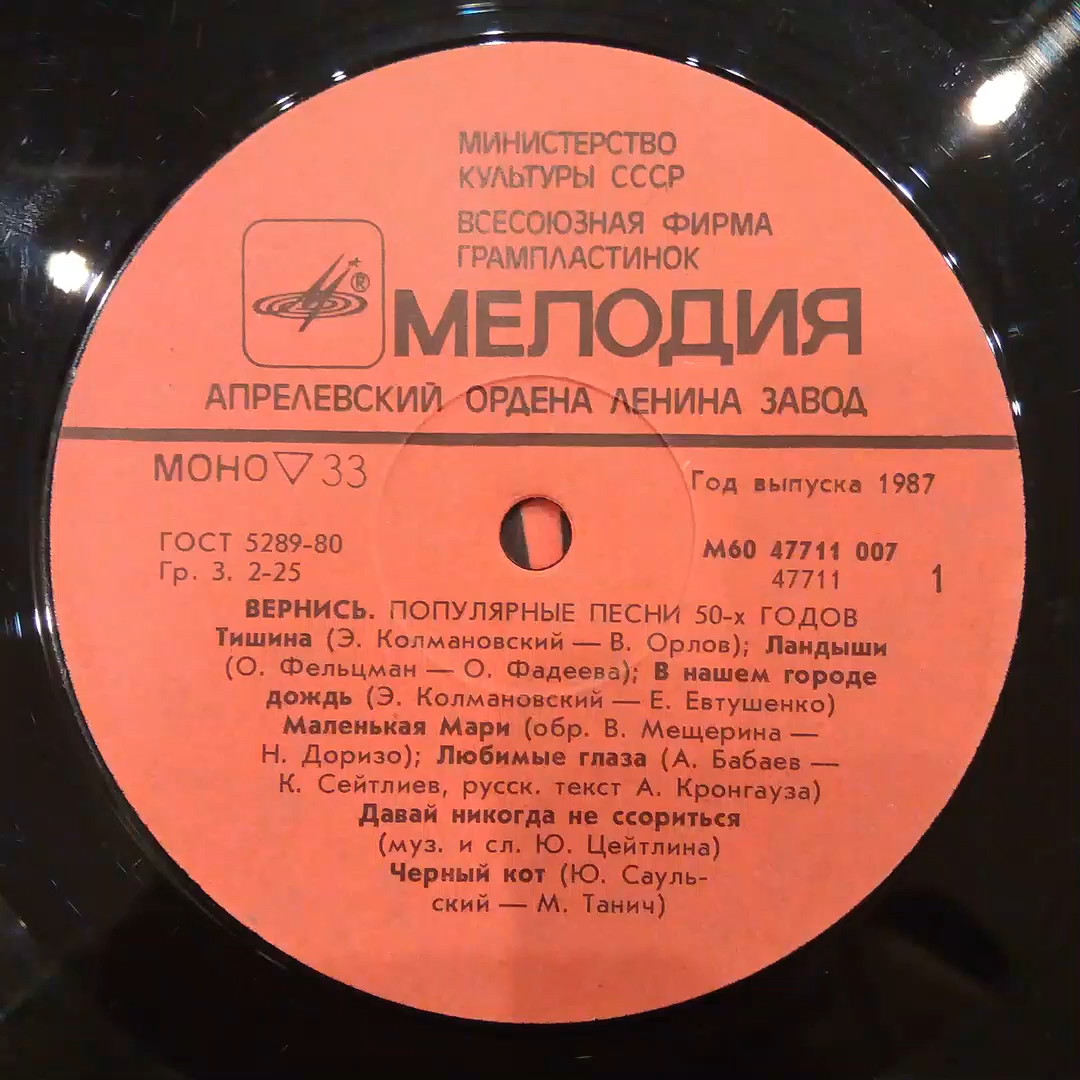 МИНИСТЕРСТВО
КУЛЬТУРЫ СССР
ВСЕСОЮЗНАЯ ФИРМА
ГРАМПЛАСТИНОК
®
МЕЛОДИЯ
АПРЕЛЕВСКИЙ ОРДЕНА ЛЕНИНА ЗАВОД
МОНО ▽ 33
Год выпуска 1987
ГОСТ 5289-80
Гр. 3. 2-25
М60 47711 007
47711
1
ВЕРНИСЬ. ПОПУЛЯРНЫЕ ПЕСНИ 50-х ГОДОВ
Тишина (Э. Колмановский — В. Орлов); Ландыши
(О. Фельцман — О. Фадеева); В нашем городе
дождь (Э. Колмановский — Е. Евтушенко)
Маленькая Мари (обр. В. Мещерина —
Н. Доризо); Любимые глаза (А. Бабаев —
К. Сейтлиев, русск. текст А. Кронгауза)
Давай никогда не ссориться
(муз. и сл. Ю. Цейтлина)
Черный кот (Ю. Сауль-
ский — М. Танич)